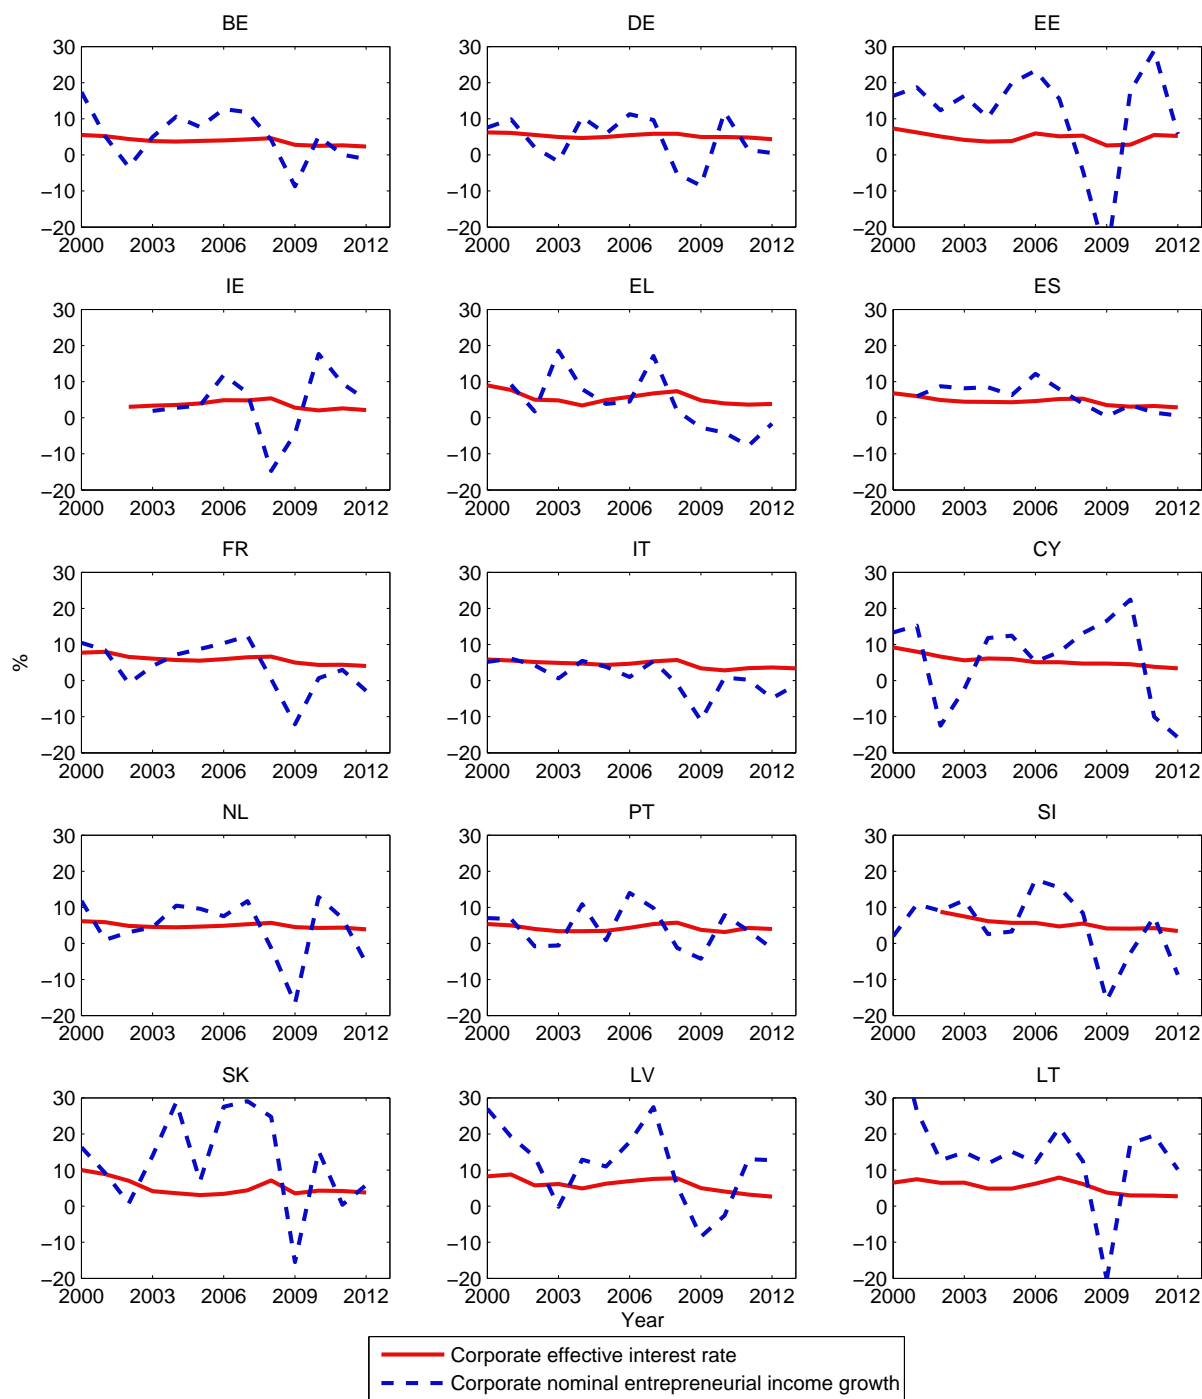 BE DE EE
30 30 30
20 20 20
10 10 10
0 0 0
−10 −10 −10
−20 −20 −20
2000 2003 2006 2009 2012 2000 2003 2006 2009 2012 2000 2003 2006 2009 2012
IE EL ES
30 30 30
20 20 20
10 10 10
0 0 0
−10 −10 −10
−20 −20 −20
2000 2003 2006 2009 2012 2000 2003 2006 2009 2012 2000 2003 2006 2009 2012
FR IT CY
30 30 30
20 20 20
10 10 10
%
0 0 0
−10 −10 −10
−20 −20 −20
2000 2003 2006 2009 2012 2000 2003 2006 2009 2012 2000 2003 2006 2009 2012
NL PT SI
30 30 30
20 20 20
10 10 10
0 0 0
−10 −10 −10
−20 −20 −20
2000 2003 2006 2009 2012 2000 2003 2006 2009 2012 2000 2003 2006 2009 2012
SK LV LT
30 30 30
20 20 20
10 10 10
0 0 0
−10 −10 −10
−20 −20 −20
2000 2003 2006 2009 2012 2000 2003 2006 2009 2012 2000 2003 2006 2009 2012
Year
Corporate effective interest rate
Corporate nominal entrepreneurial income growth